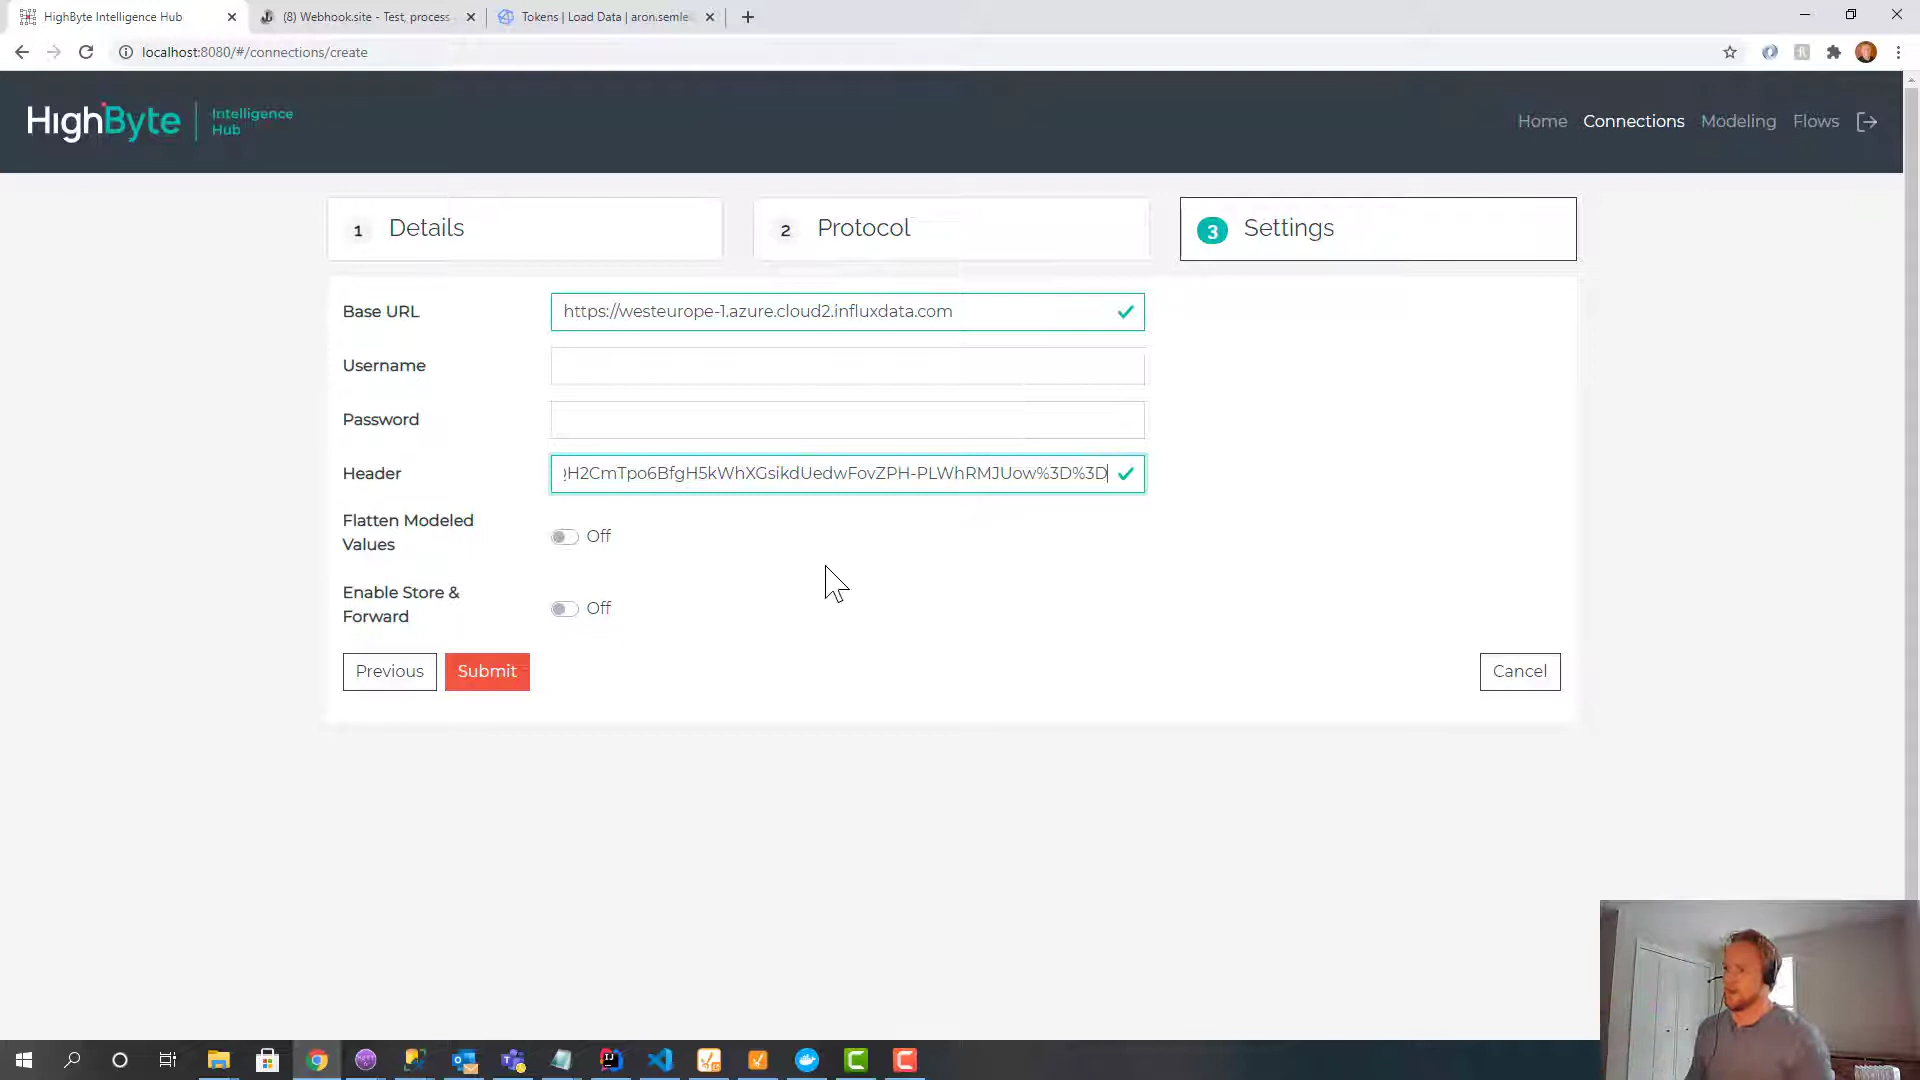 HighByte Intelligence Hub
(8) Webhook.site - Test, process
Tokens | Load Data | aron.semle
localhost:8080/#/connections/create
HighByte
Intelligence
Hub
Home
Connections
Modeling
Flows
1
Details
2
Protocol
3
Settings
Base URL
https://westeurope-1.azure.cloud2.influxdata.com
Username
Password
Header
H2CmTpo6BfgH5kWhXGsikdUedwFovZPH-PLWhRMJUow%3D%3D
Flatten Modeled
Values
Off
Enable Store &
Forward
Off
Previous
Submit
Cancel